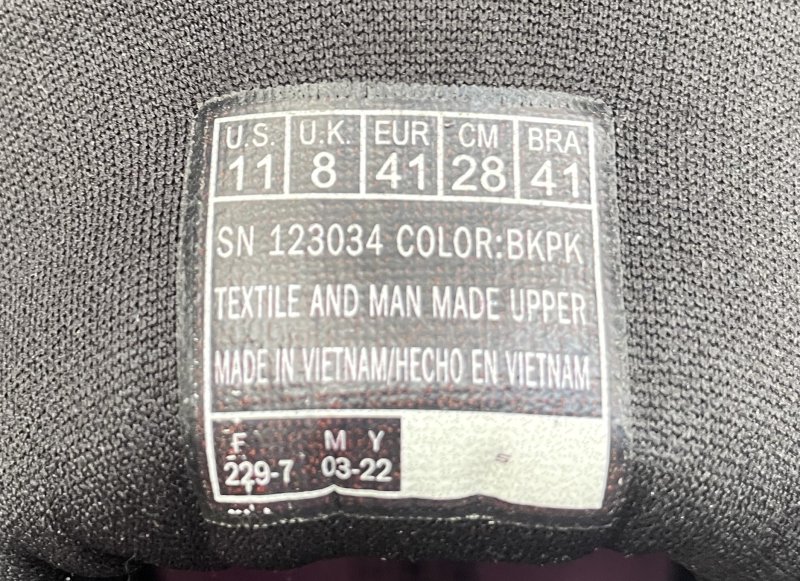 U.S. U.K. EUR CM BRA
11 8 41 28 41
SN 123034 COLOR:BKPK
TEXTILE AND MAN MADE UPPER
MADE IN VIETNAM/HECHO EN VIETNAM
F M Y
229-7 03-22